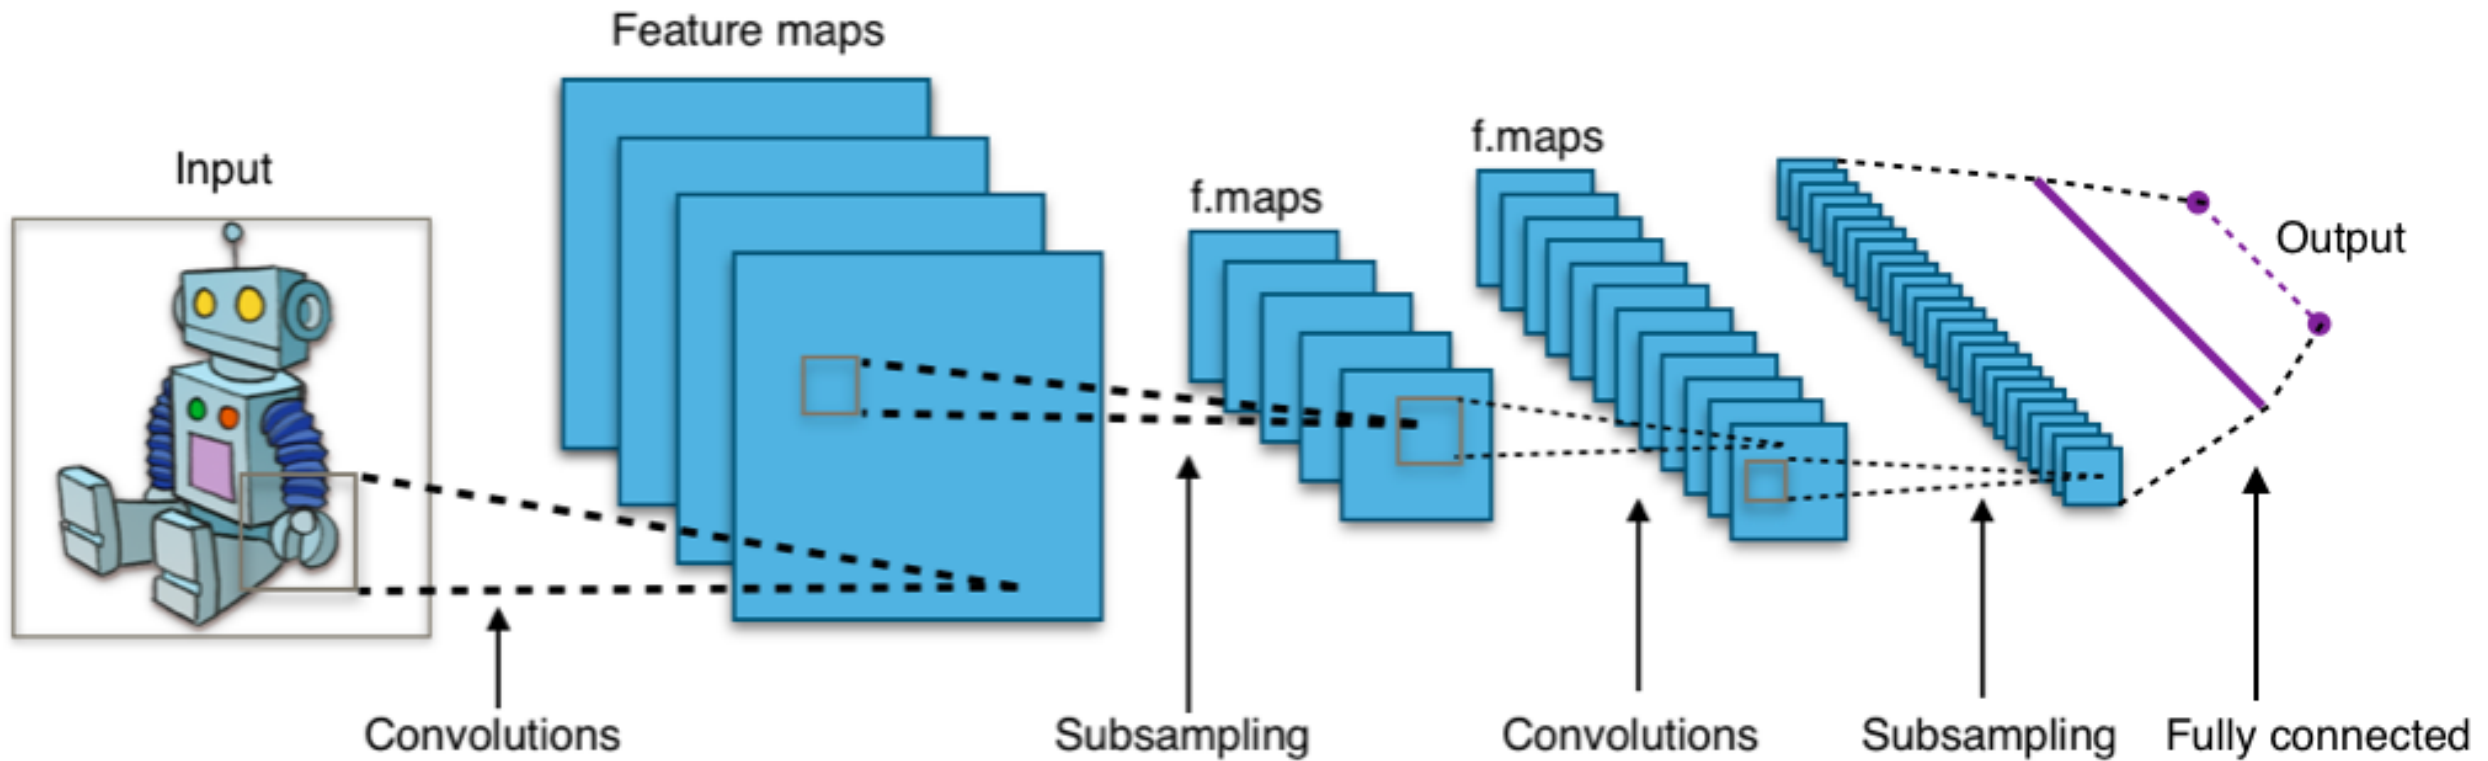 Feature maps
Input
f.maps
f.maps
Output
Convolutions
Subsampling
Convolutions
Subsampling
Fully connected